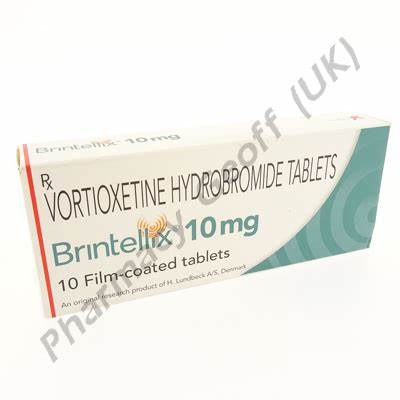 Brintellix 10 mg
Rx
VORTIOXETINE HYDROBROMIDE TABLETS
Brintellix 10 mg
10 Film-coated tablets
An original research product of H. Lundbeck A/S, Denmark
Pharmacy Geoff (UK)